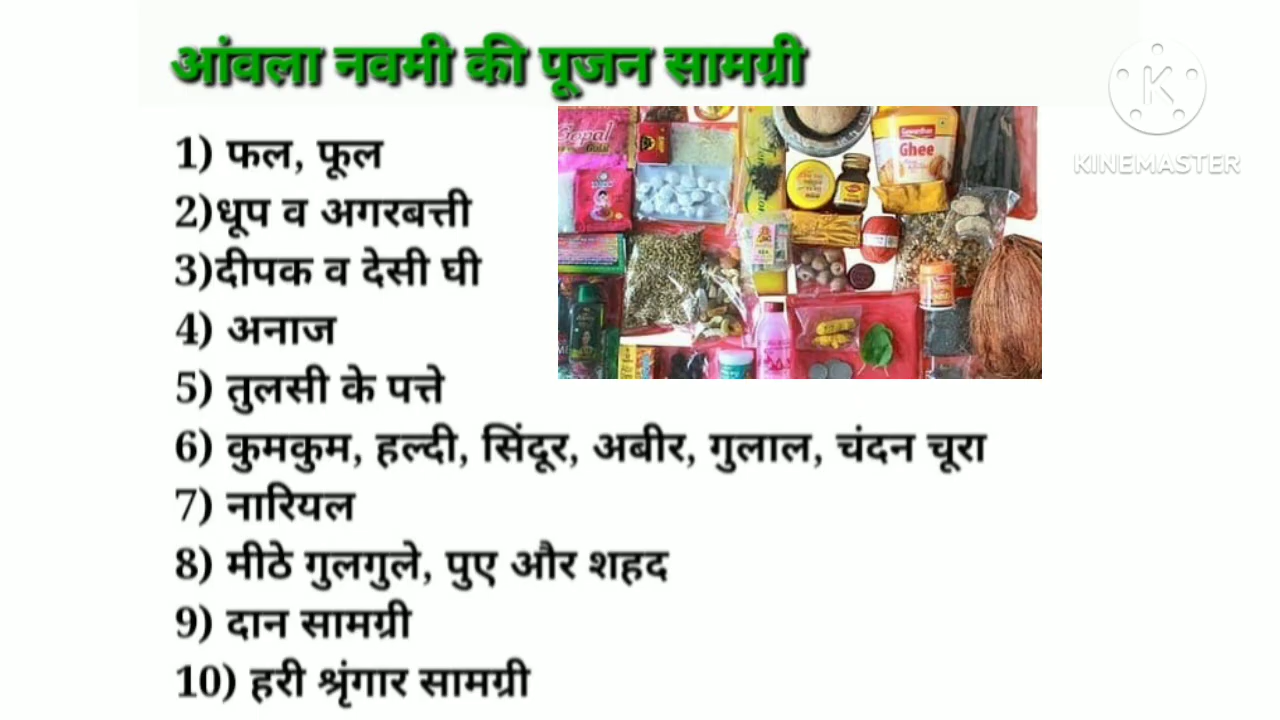 आंवला नवमी की पूजन सामग्री
KINEMASTER
1) फल, फूल
Gopal
Ghee
2)धूप व अगरबत्ती
3)दीपक व देसी घी
4) अनाज
5) तुलसी के पत्ते
6) कुमकुम, हल्दी, सिंदूर, अबीर, गुलाल, चंदन चूरा
7) नारियल
8) मीठे गुलगुले, पुए और शहद
9) दान सामग्री
10) हरी श्रृंगार सामग्री